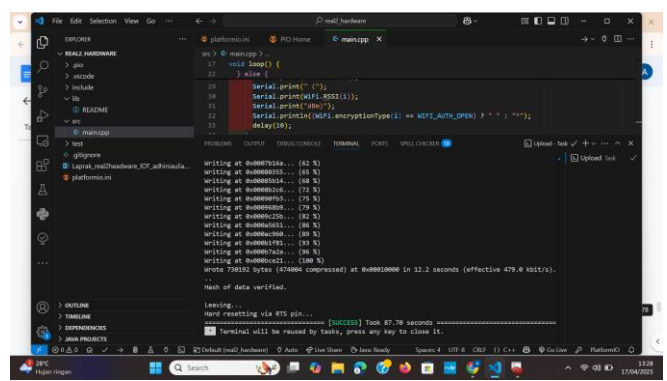 File Edit Selection View Go ...
real2_hardware
EXPLORER
REAL2_HARDWARE
.pio
.vscode
include
lib
README
src
main.cpp
test
.gitignore
Laprak_real2headware_IOT_adhiniaulia...
platformio.ini
OUTLINE
TIMELINE
DEPENDENCIES
JAVA PROJECTS
platformio.ini PIO Home main.cpp
src > main.cpp > ...
17 void loop() {
22 } else {
29 Serial.print(" (");
30 Serial.print(WiFi.RSSI(i));
31 Serial.print("dBm)");
32 Serial.println((WiFi.encryptionType(i) == WIFI_AUTH_OPEN) ? " " : "*");
33 delay(10);
PROBLEMS OUTPUT DEBUG CONSOLE TERMINAL PORTS SPELL CHECKER
Upload - Task
Upload Task
Writing at 0x0007b16a... (62 %)
Writing at 0x00080355... (65 %)
Writing at 0x00085b14... (68 %)
Writing at 0x0008b2c6... (72 %)
Writing at 0x00090fb3... (75 %)
Writing at 0x000968b9... (79 %)
Writing at 0x0009c25b... (82 %)
Writing at 0x000a5651... (86 %)
Writing at 0x000ac960... (89 %)
Writing at 0x000b1f81... (93 %)
Writing at 0x000b7a2a... (96 %)
Writing at 0x000bce21... (100 %)
Wrote 730192 bytes (474004 compressed) at 0x00010000 in 12.2 seconds (effective 479.0 kbit/s)...
Hash of data verified.
Leaving...
Hard resetting via RTS pin...
[SUCCESS] Took 87.70 seconds
Terminal will be reused by tasks, press any key to close it.
Default (real2_hardware) Auto Live Share Java Ready Spaces: 4 UTF-8 CRLF {} C++ Go Live PlatformIO
28°C
Hujan ringan
Search
13:28
17/04/2025